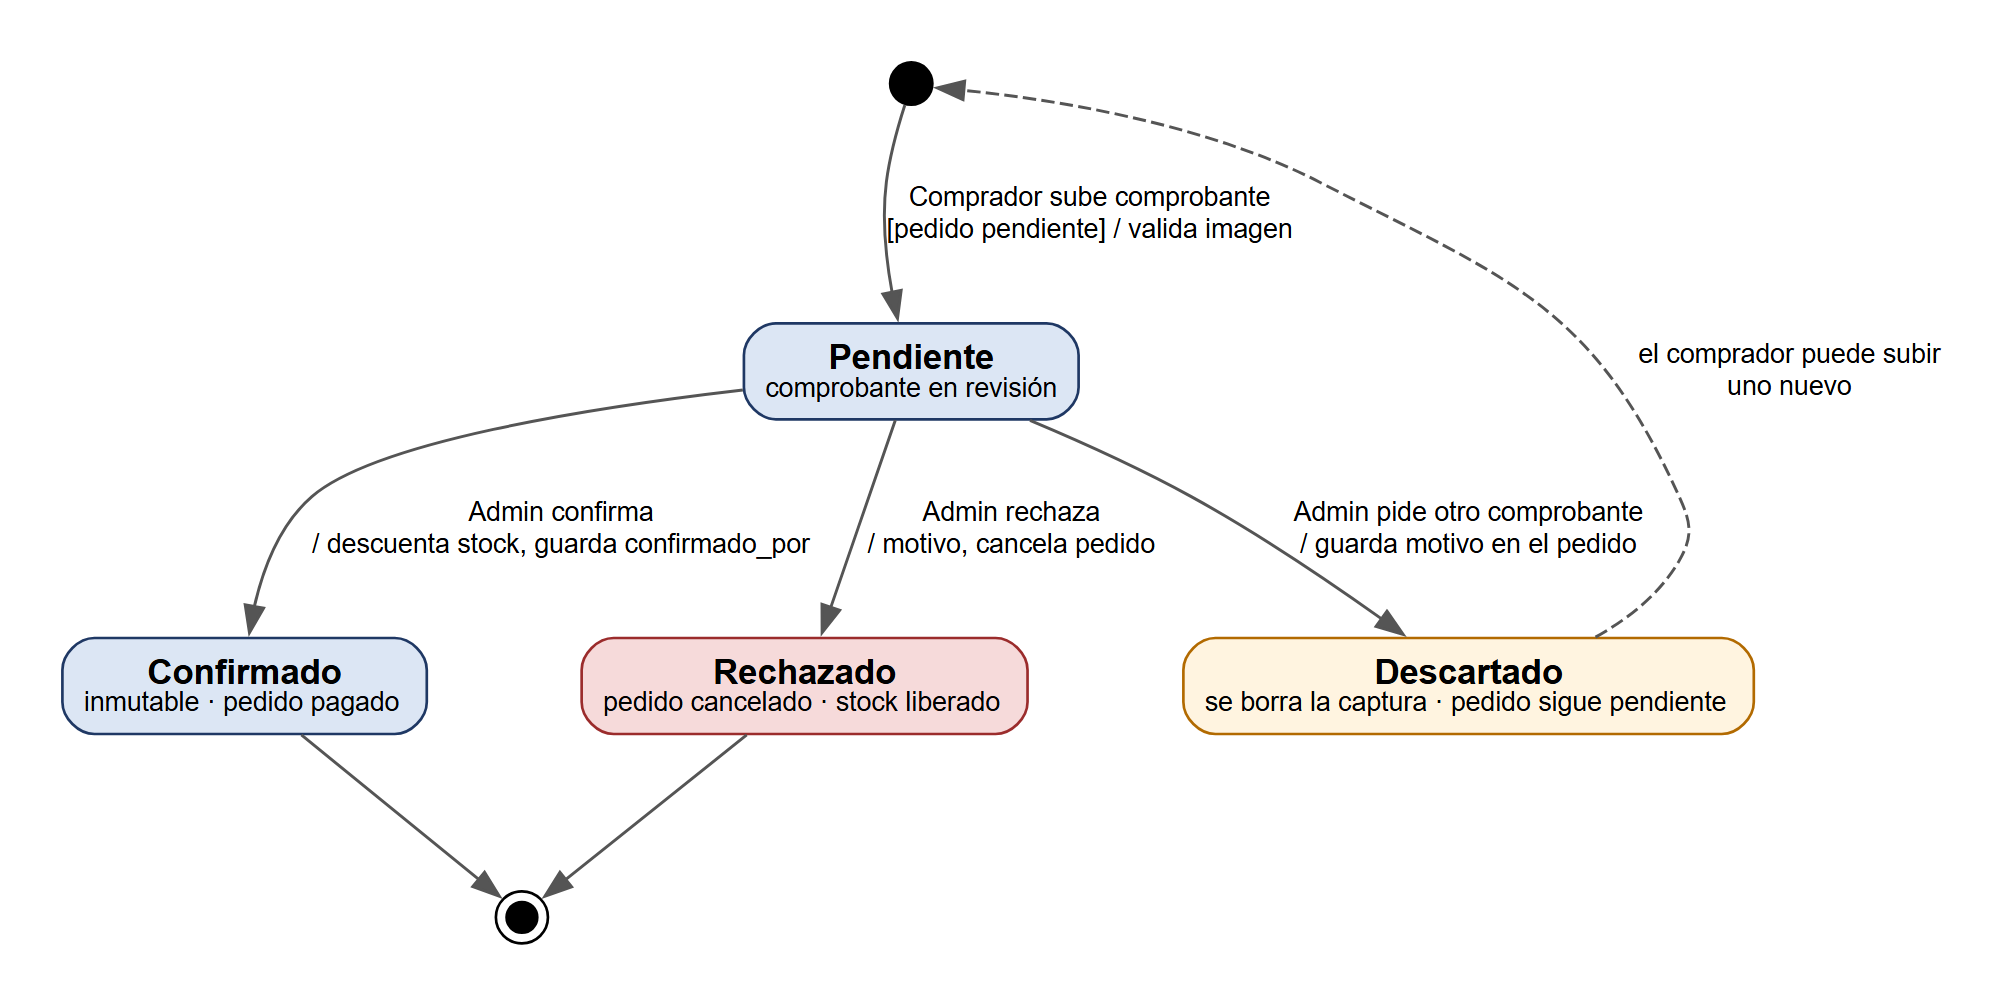 Comprador sube comprobante
[pedido pendiente] / valida imagen
Pendiente
comprobante en revisión
el comprador puede subir
uno nuevo
Admin confirma
/ descuenta stock, guarda confirmado_por
Admin rechaza
/ motivo, cancela pedido
Admin pide otro comprobante
/ guarda motivo en el pedido
Confirmado
inmutable · pedido pagado
Rechazado
pedido cancelado · stock liberado
Descartado
se borra la captura · pedido sigue pendiente